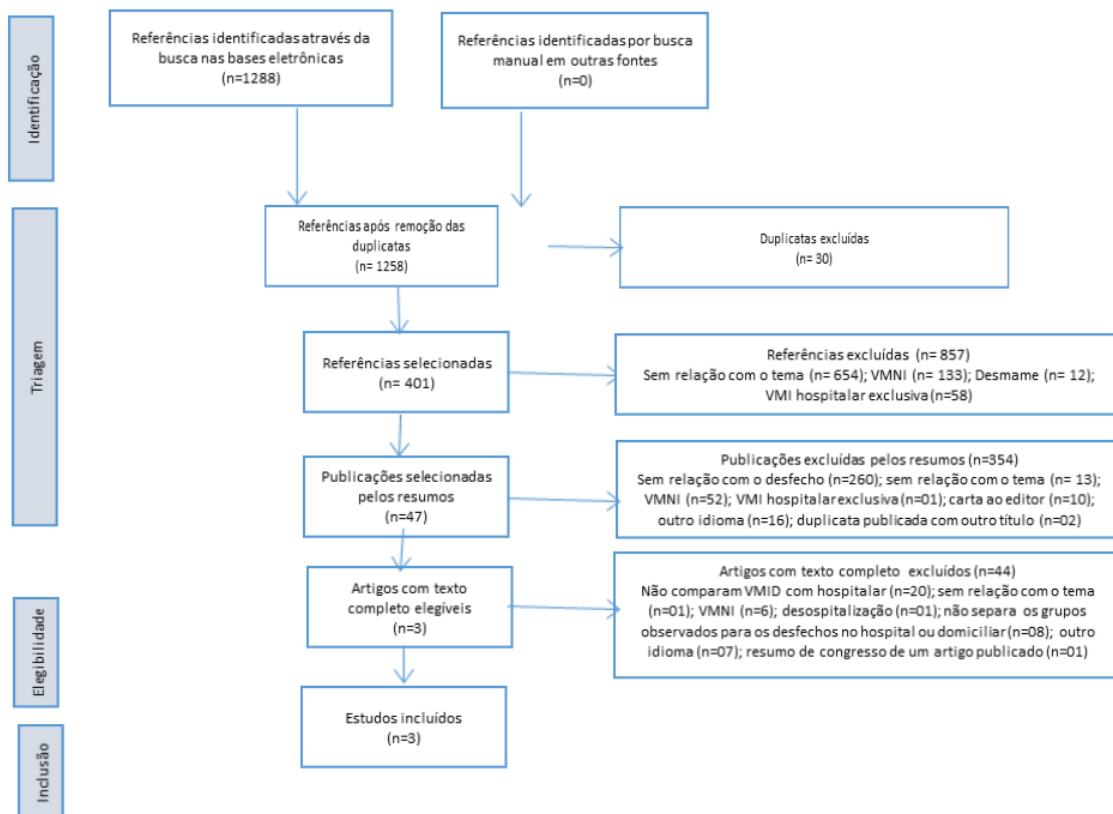 Identificação
Referências identificadas através da
busca nas bases eletrônicas
(n=1288)
Referências identificadas por busca
manual em outras fontes
(n=0)
Triagem
Referências após remoção das
duplicatas
(n= 1258)
Duplicatas excluídas
(n= 30)
Referências selecionadas
(n= 401)
Referências excluídas (n= 857)
Sem relação com o tema (n= 654); VMNI (n= 133); Desmame (n= 12);
VMI hospitalar exclusiva (n=58)
Publicações selecionadas
pelos resumos
(n=47)
Publicações excluídas pelos resumos (n=354)
Sem relação com o desfecho (n=260); sem relação com o tema (n= 13);
VMNI (n=52); VMI hospitalar exclusiva (n=01); carta ao editor (n=10);
outro idioma (n=16); duplicata publicada com outro título (n=02)
Elegibilidade
Artigos com texto
completo elegíveis
(n=3)
Artigos com texto completo excluídos (n=44)
Não comparam VMID com hospitalar (n=20); sem relação com o tema
(n=01); VMNI (n=6); desospitalização (n=01); não separa os grupos
observados para os desfechos no hospital ou domiciliar (n=08); outro
idioma (n=07); resumo de congresso de um artigo publicado (n=01)
Inclusão
Estudos incluídos
(n=3)